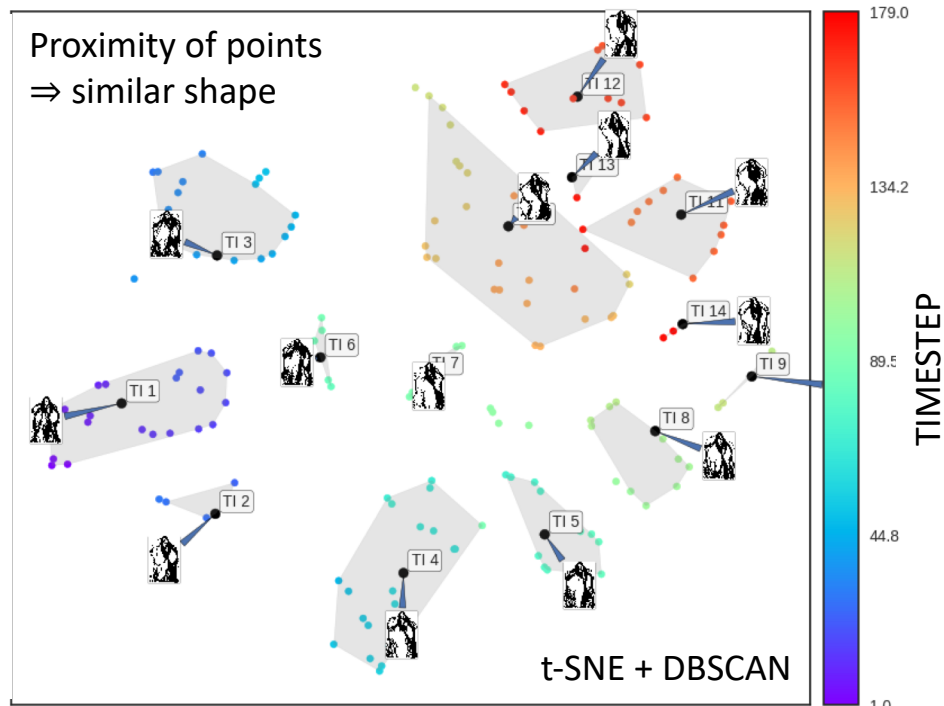 Proximity of points
⇒ similar shape
179.0
TI 12
TI 13
134.2
TI 11
TI 3
TI 14
TI 6
TI 7
TI 9
89.5
TIMESTEP
TI 1
TI 8
TI 2
TI 5
44.8
TI 4
t-SNE + DBSCAN
1.0